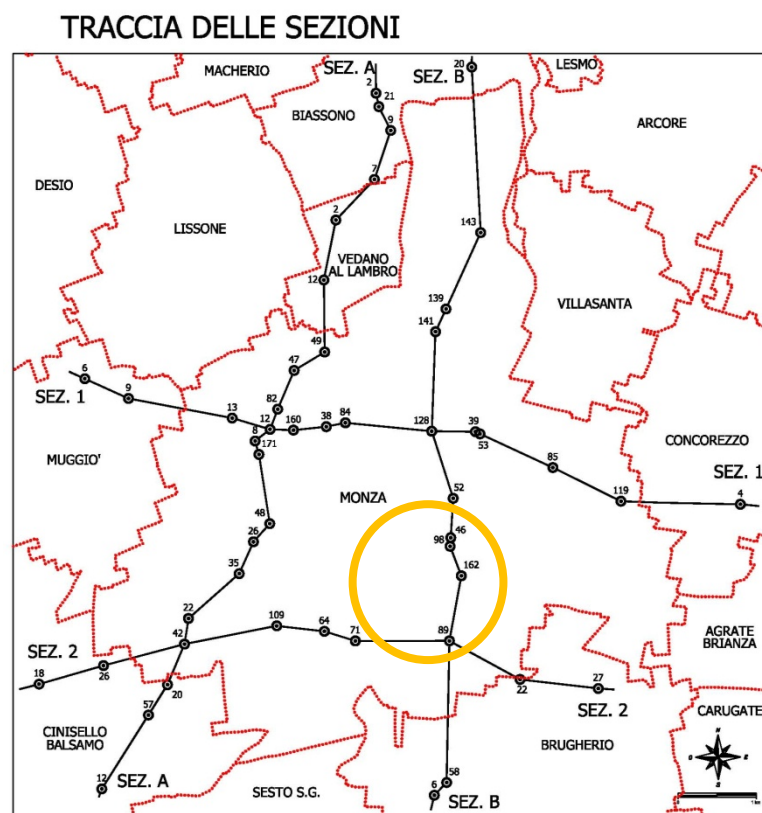 TRACCIA DELLE SEZIONI
MACHERIO
SEZ. A
SEZ. B
20
LESMO
2
21
BIASSONO
9
ARCORE
DESIO
7
LISSONE
2
143
VEDANO
AL LAMBRO
12
139
VILLASANTA
141
49
6
47
SEZ. 1
9
82
13
12
160
38
84
128
39
53
8
171
CONCOREZZO
MUGGIO'
85
SEZ. 1
119
4
MONZA
52
48
26
46
98
35
162
22
109
64
71
89
42
AGRATE
BRIANZA
SEZ. 2
18
26
20
22
27
SEZ. 2
CARUGATE
57
CINISELLO
BALSAMO
BRUGHERIO
12
SEZ. A
SESTO S.G.
58
6
SEZ. B